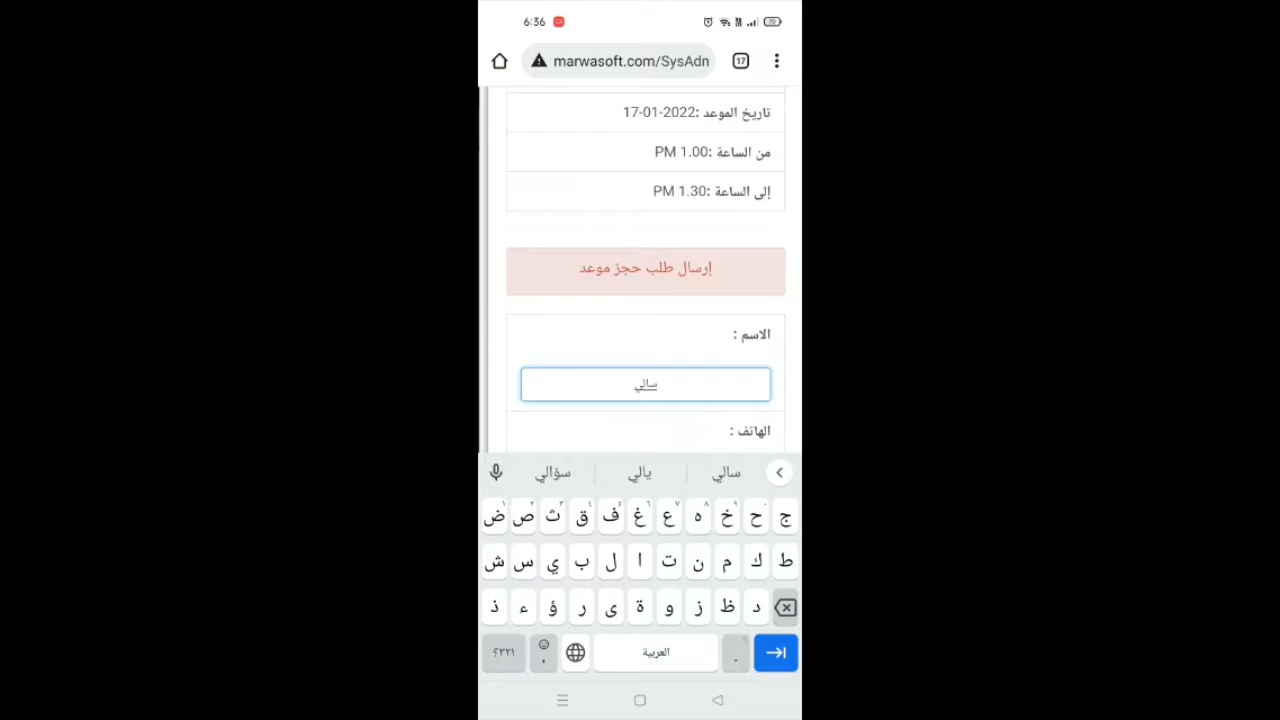 6:36
marwasoft.com/SysAdn
17
تاريخ الموعد :17-01-2022
من الساعة :1.00 PM
إلى الساعة :1.30 PM
إرسال طلب حجز موعد
الاسم :
سالي
الهاتف :
سالي يالي سؤالي
ج ح خ ه ع غ ف ق ث ص ض
ط ك م ن ت ا ل ب ي س ش
د ظ ز و ة ى ر ؤ ء ذ
. العربية ، ؟٣٢١